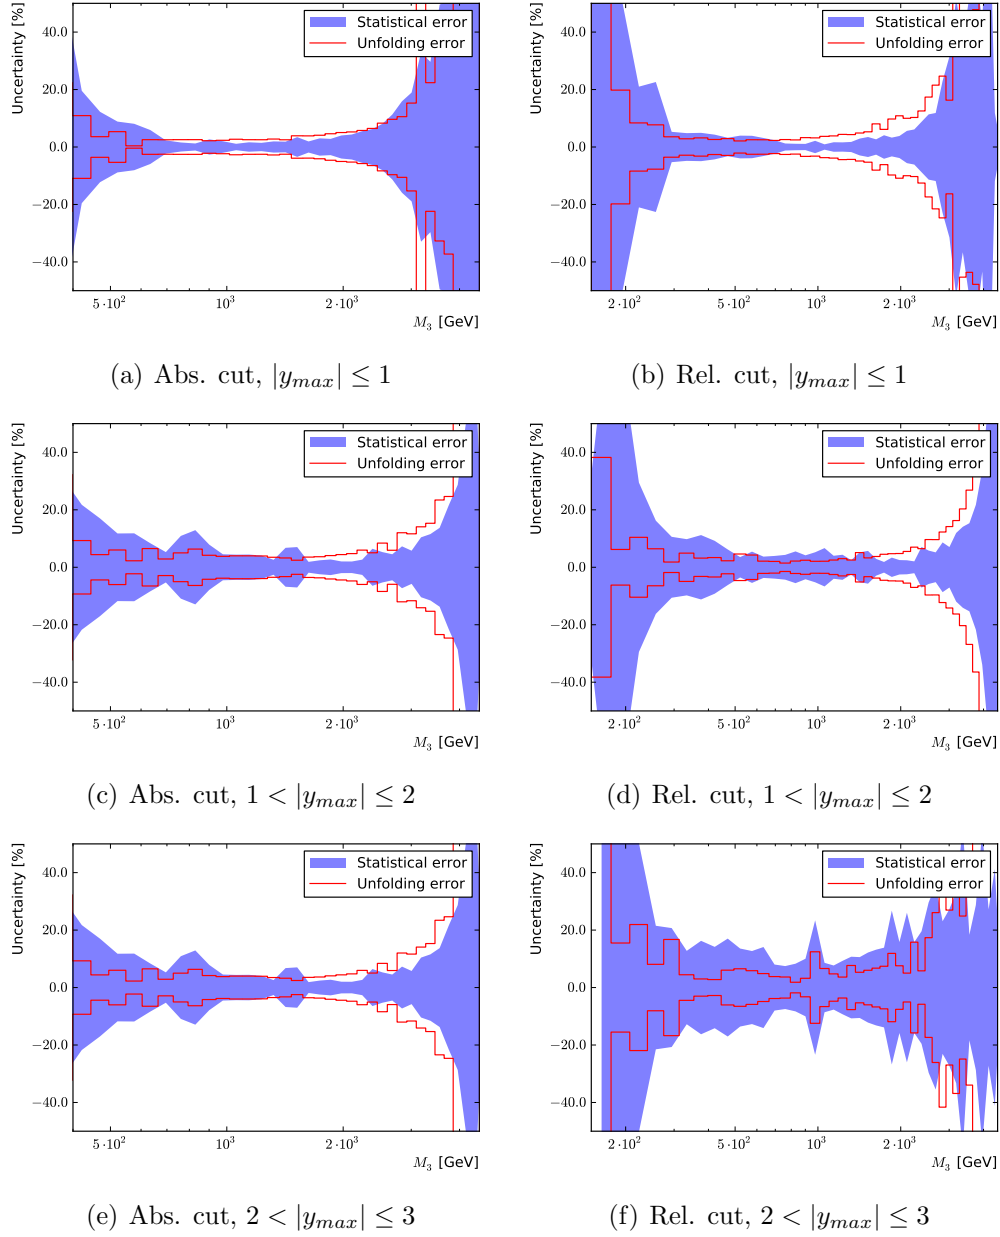 Uncertainty [%]
40.0
20.0
0.0
−20.0
−40.0
Statistical error
Unfolding error
5·10²
10³
2·10³
M₃ [GeV]
(a) Abs. cut, |y_max| ≤ 1
Uncertainty [%]
40.0
20.0
0.0
−20.0
−40.0
Statistical error
Unfolding error
2·10²
5·10²
10³
2·10³
M₃ [GeV]
(b) Rel. cut, |y_max| ≤ 1
Uncertainty [%]
40.0
20.0
0.0
−20.0
−40.0
Statistical error
Unfolding error
5·10²
10³
2·10³
M₃ [GeV]
(c) Abs. cut, 1 < |y_max| ≤ 2
Uncertainty [%]
40.0
20.0
0.0
−20.0
−40.0
Statistical error
Unfolding error
2·10²
5·10²
10³
2·10³
M₃ [GeV]
(d) Rel. cut, 1 < |y_max| ≤ 2
Uncertainty [%]
40.0
20.0
0.0
−20.0
−40.0
Statistical error
Unfolding error
5·10²
10³
2·10³
M₃ [GeV]
(e) Abs. cut, 2 < |y_max| ≤ 3
Uncertainty [%]
40.0
20.0
0.0
−20.0
−40.0
Statistical error
Unfolding error
2·10²
5·10²
10³
2·10³
M₃ [GeV]
(f) Rel. cut, 2 < |y_max| ≤ 3